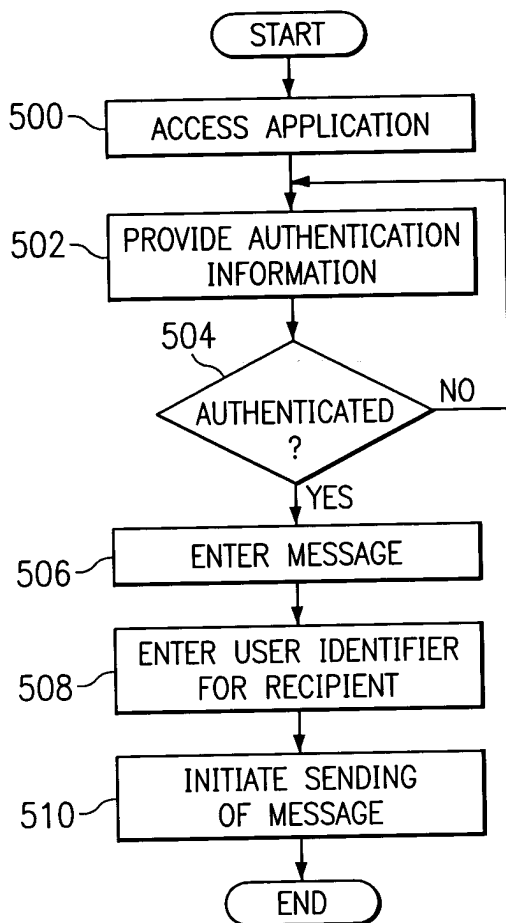 START
500
ACCESS APPLICATION
502
PROVIDE AUTHENTICATION
INFORMATION
504
AUTHENTICATED
?
NO
YES
506
ENTER MESSAGE
508
ENTER USER IDENTIFIER
FOR RECIPIENT
510
INITIATE SENDING
OF MESSAGE
END